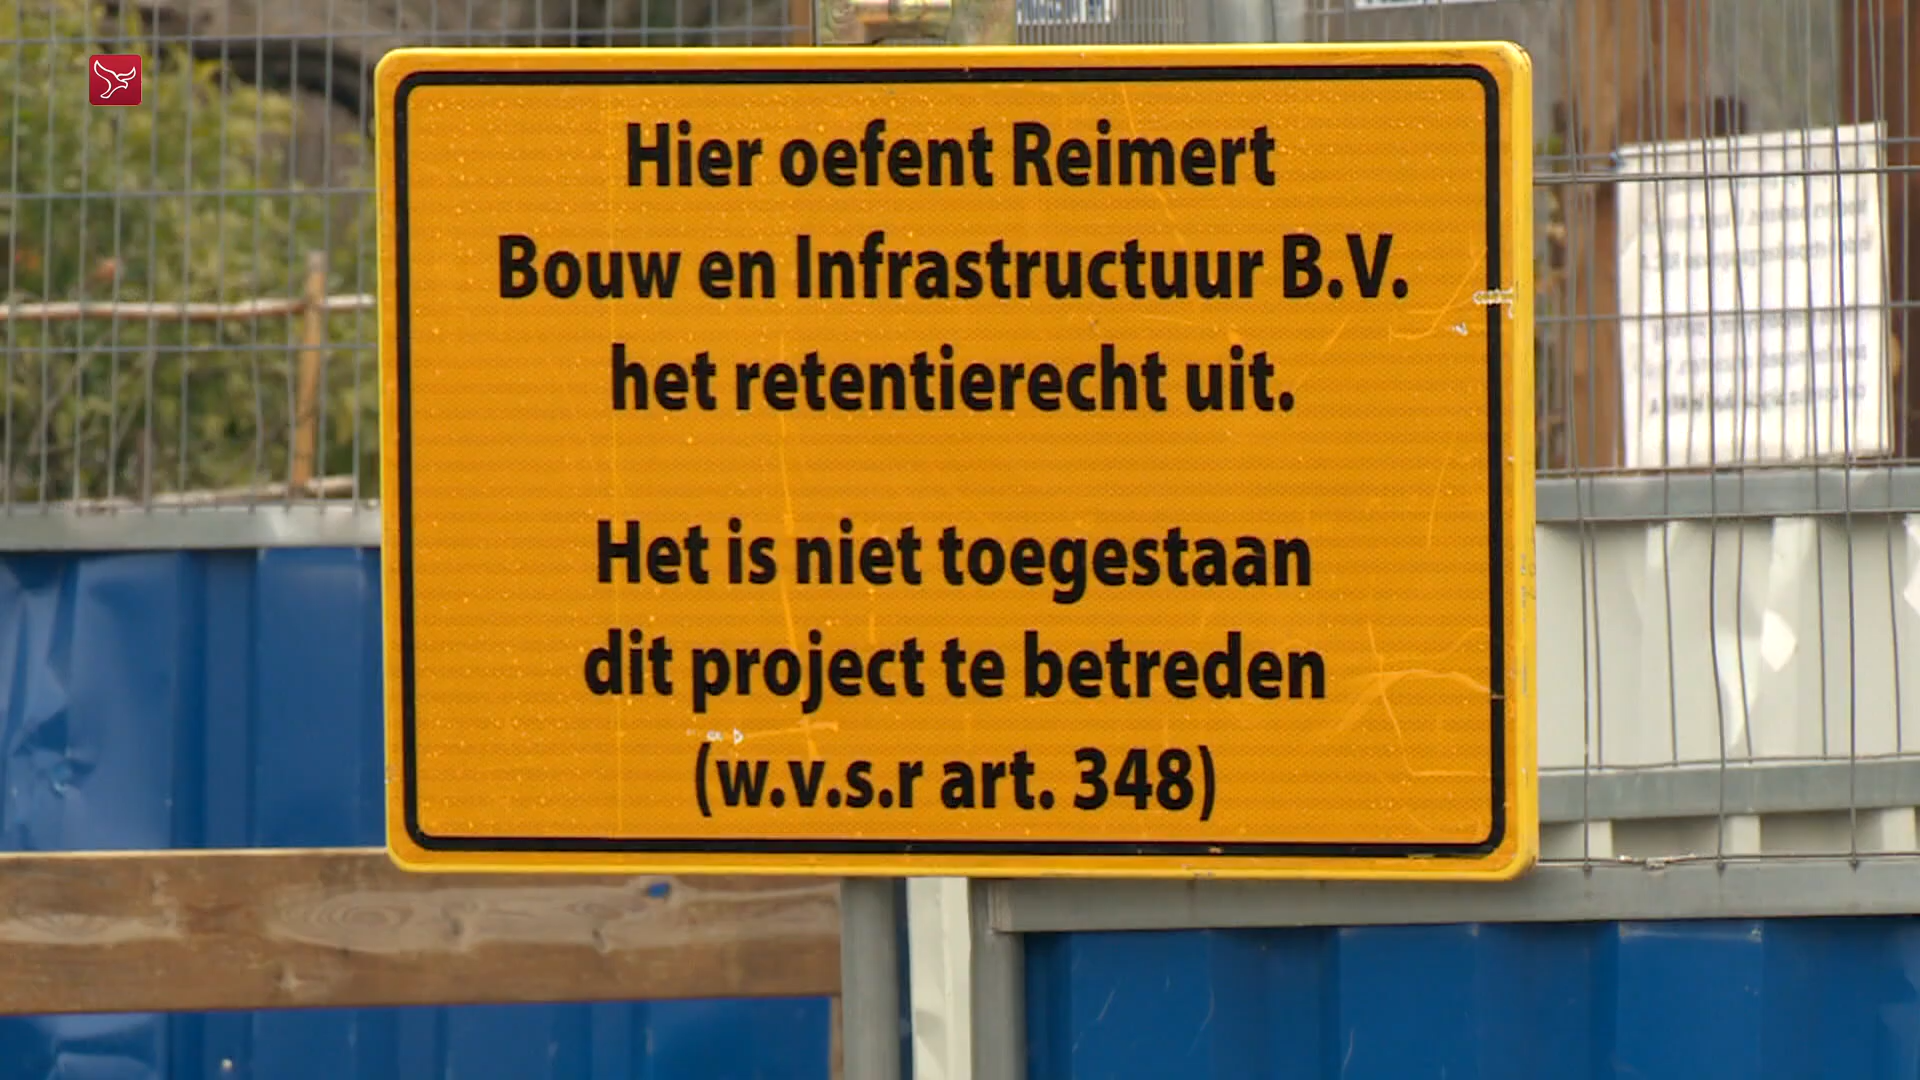 Hier oefent Reimert
Bouw en Infrastructuur B.V.
het retentierecht uit.
Het is niet toegestaan
dit project te betreden
(w.v.s.r art. 348)